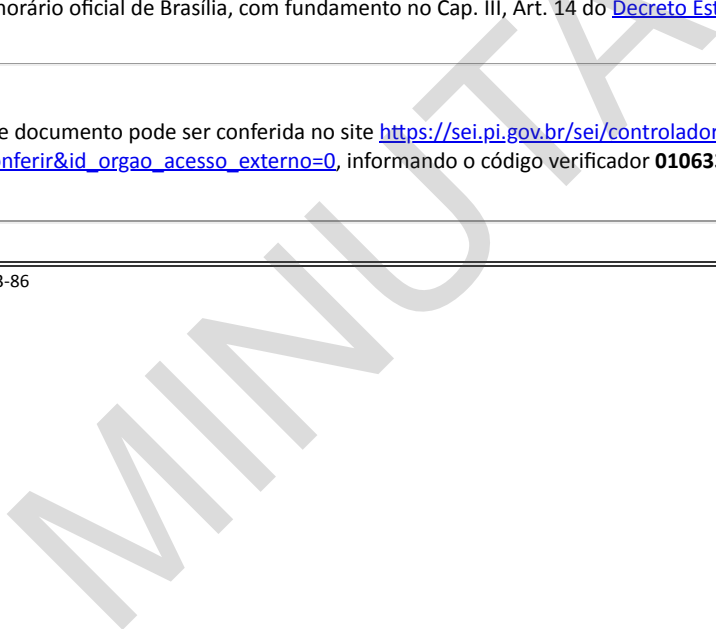 horário oficial de Brasília, com fundamento no Cap. III, Art. 14 do Decreto Est
e documento pode ser conferida no site https://sei.pi.gov.br/sei/controlador
onferir&id_orgao_acesso_externo=0, informando o código verificador 01063
3-86
MINUTA